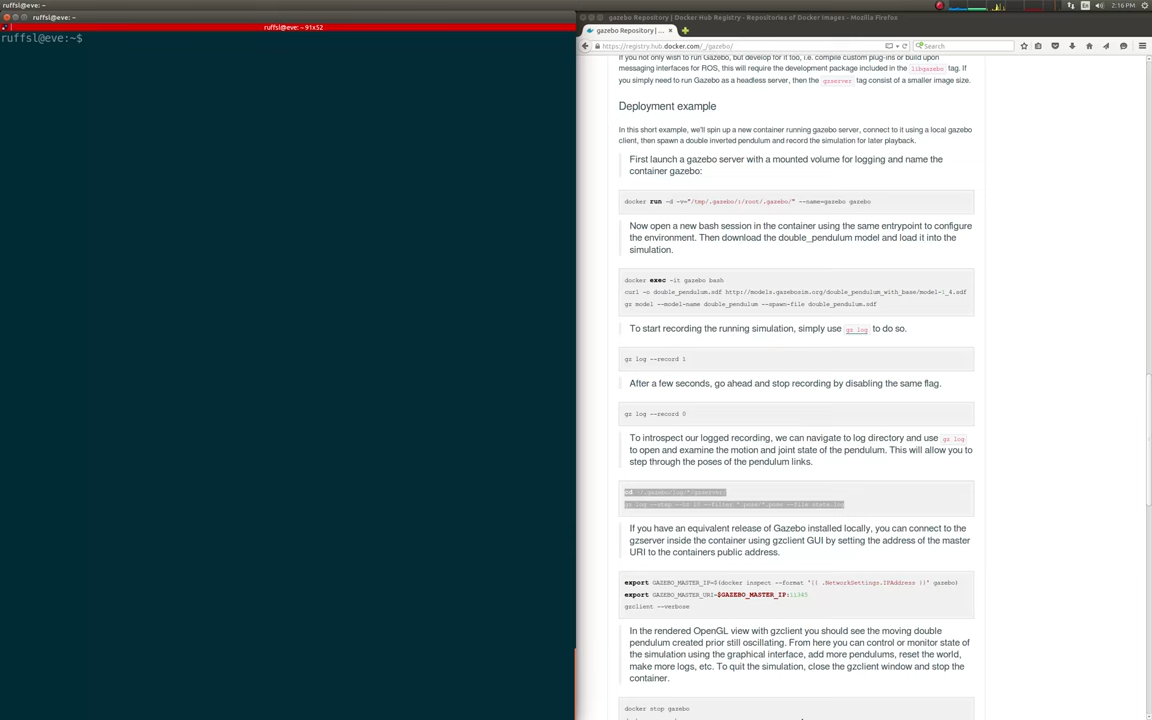 ruffsl@eve: ~
2:16 PM
ruffsl@eve: ~
ruffsl@eve: ~ 91x52
ruffsl@eve:~$
gazebo Repository | Docker Hub Registry - Repositories of Docker Images - Mozilla Firefox
gazebo Repository | ...
https://registry.hub.docker.com/_/gazebo/
Search
If you not only wish to run Gazebo, but develop for it too, i.e. compile custom plug-ins or build upon
messaging interfaces for ROS, this will require the development package included in the libgazebo tag. If
you simply need to run Gazebo as a headless server, then the gzserver tag consist of a smaller image size.
Deployment example
In this short example, we'll spin up a new container running gazebo server, connect to it using a local gazebo
client, then spawn a double inverted pendulum and record the simulation for later playback.
First launch a gazebo server with a mounted volume for logging and name the
container gazebo:
docker run -d -v="/tmp/.gazebo/:/root/.gazebo/" --name=gazebo gazebo
Now open a new bash session in the container using the same entrypoint to configure
the environment. Then download the double_pendulum model and load it into the
simulation.
docker exec -it gazebo bash
curl -o double_pendulum.sdf http://models.gazebosim.org/double_pendulum_with_base/model-1_4.sdf
gz model --model-name double_pendulum --spawn-file double_pendulum.sdf
To start recording the running simulation, simply use gz log to do so.
gz log --record 1
After a few seconds, go ahead and stop recording by disabling the same flag.
gz log --record 0
To introspect our logged recording, we can navigate to log directory and use gz log
to open and examine the motion and joint state of the pendulum. This will allow you to
step through the poses of the pendulum links.
cd ~/.gazebo/log/*/gzserver/
gz log --step --hz 10 --filter *.pose/*.pose --file state.log
If you have an equivalent release of Gazebo installed locally, you can connect to the
gzserver inside the container using gzclient GUI by setting the address of the master
URI to the containers public address.
export GAZEBO_MASTER_IP=$(docker inspect --format '{{ .NetworkSettings.IPAddress }}' gazebo)
export GAZEBO_MASTER_URI=$GAZEBO_MASTER_IP:11345
gzclient --verbose
In the rendered OpenGL view with gzclient you should see the moving double
pendulum created prior still oscillating. From here you can control or monitor state of
the simulation using the graphical interface, add more pendulums, reset the world,
make more logs, etc. To quit the simulation, close the gzclient window and stop the
container.
docker stop gazebo